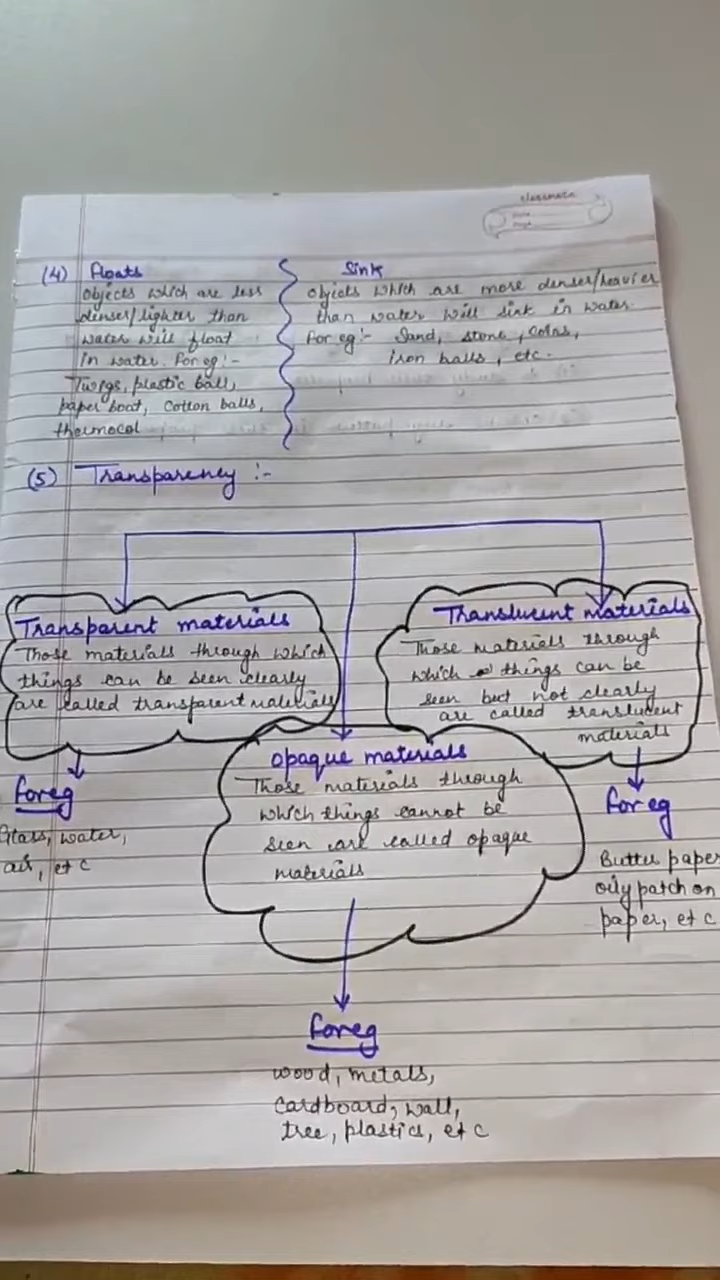 classmate
Date
Page
(4) Floats
Objects which are less
denser/lighter than
water will float
in water. For eg:-
Twigs, plastic ball,
paper boat, cotton balls,
thermocol
Sink
Objects which are more denser/heavier
than water will sink in water.
For eg:- Sand, stone, coins,
iron balls, etc.
(5) Transparency :-
Transparent materials
Those materials through which
things can be seen clearly
are called transparent materials
Translucent materials
Those materials through
which things can be
seen but not clearly
are called translucent
materials
Opaque materials
Those materials through
which things cannot be
seen are called opaque
materials
For eg
Glass, water,
air, etc
For eg
Butter paper
oily patch on
paper, etc
For eg
wood, metals,
cardboard, wall,
tree, plastics, etc